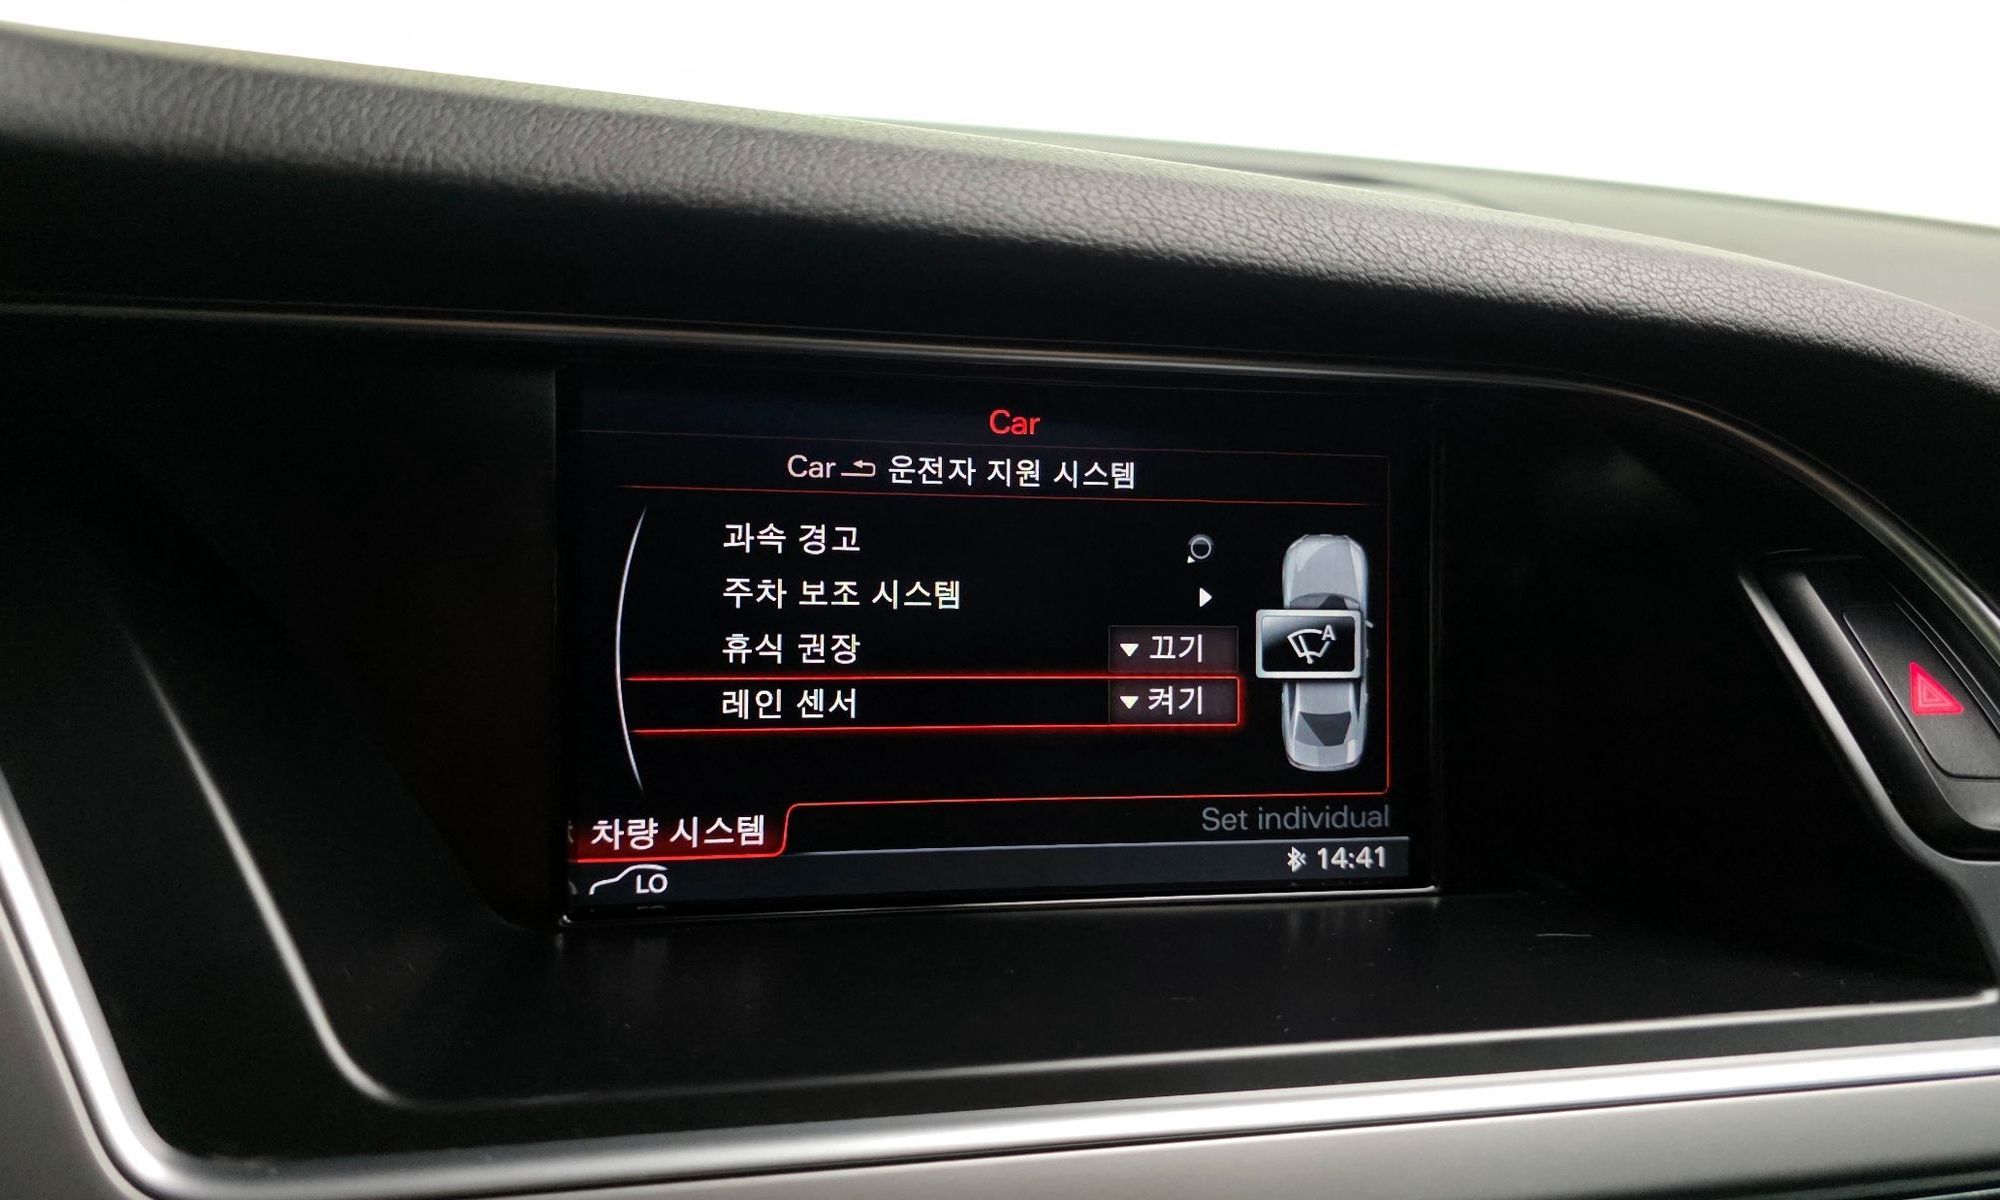 Car
Car 운전자 지원 시스템
과속 경고
주차 보조 시스템
휴식 권장 끄기
A
레인 센서 켜기
Set individual
차량 시스템
14:41
LO